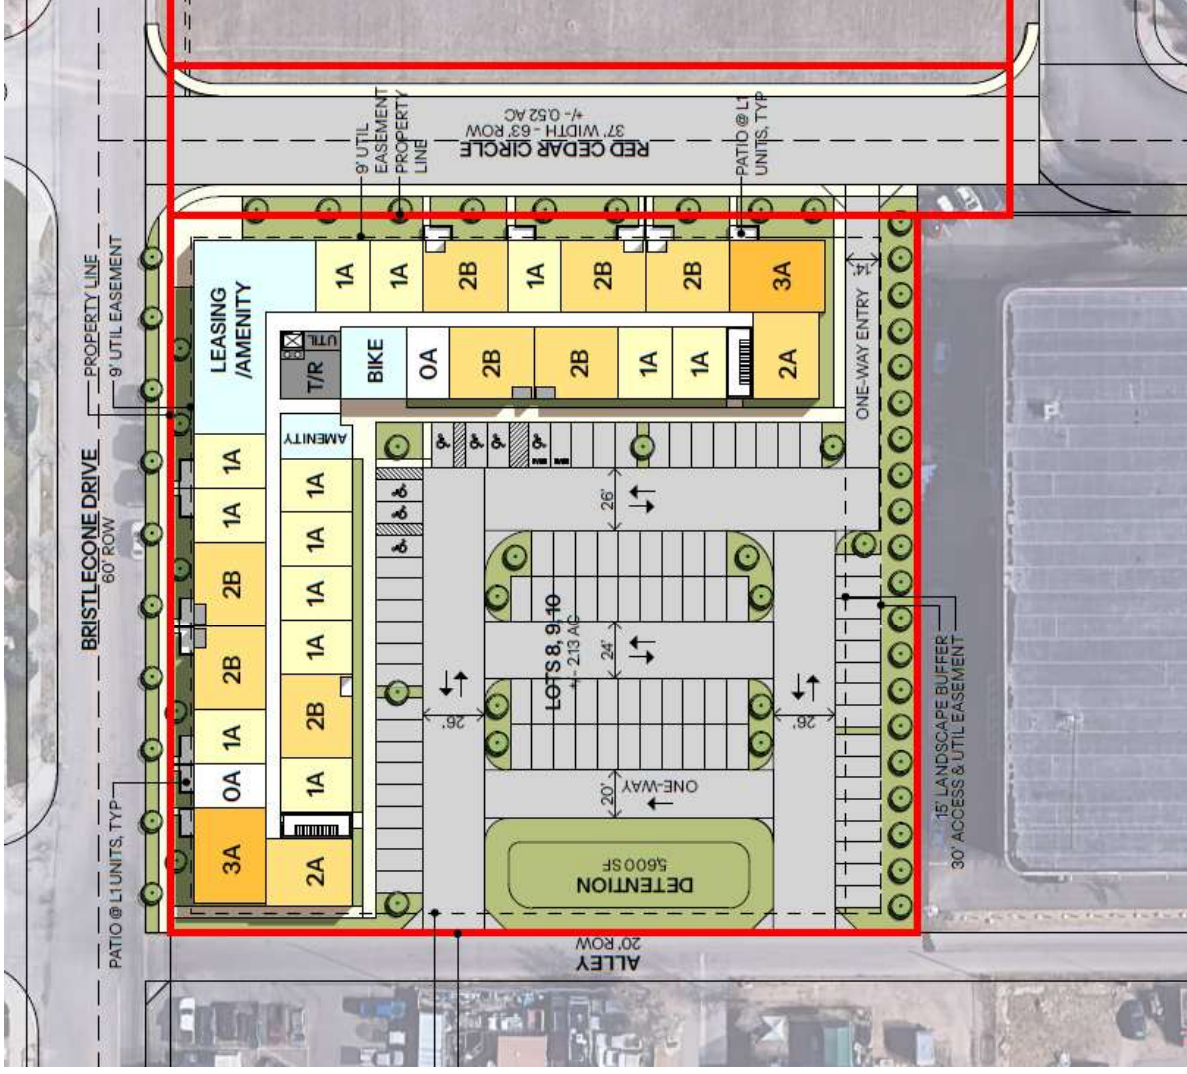 RED CEDAR CIRCLE
37' WIDTH - 63' ROW
+/- 0.52 AC
9' UTIL
EASEMENT
PROPERTY
LINE
PATIO @ L1
UNITS, TYP
PROPERTY LINE
9' UTIL EASEMENT
BRISTLECONE DRIVE
60' ROW
PATIO @ L1 UNITS, TYP
LEASING
/AMENITY
1A
1A
2B
1A
2B
2B
3A
UTIL
T/R
BIKE
0A
2B
2B
1A
1A
2A
14'
ONE-WAY ENTRY
AMENITY
1A
1A
2B
2B
1A
0A
3A
1A
1A
1A
1A
2B
1A
2A
26'
LOTS 8, 9, 10
+/- 2.13 AC
24'
26'
26'
20'
ONE-WAY
DETENTION
5,600 SF
15' LANDSCAPE BUFFER
30' ACCESS & UTIL EASEMENT
ALLEY
20' ROW